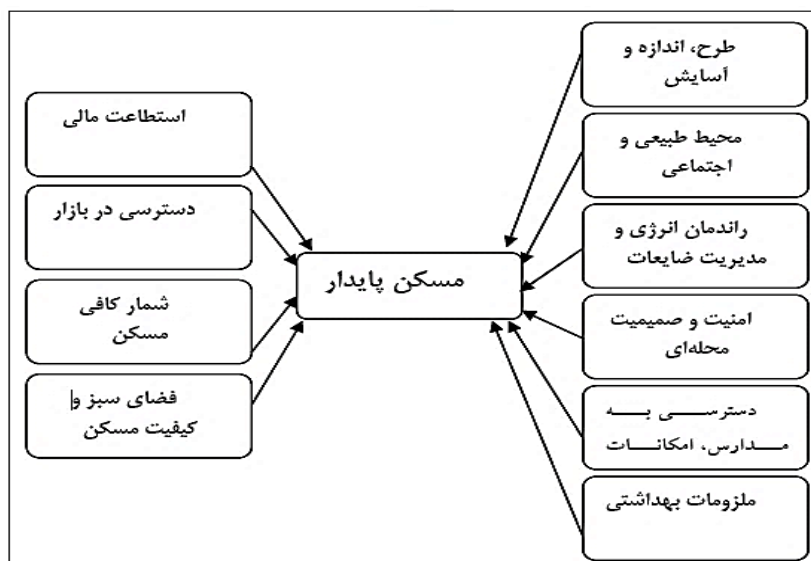 طرح، اندازه و
آسایش
محیط طبیعی و
اجتماعی
راندمان انرژی و
مدیریت ضایعات
امنیت و صمیمیت
محله‌ای
دسترسی به
مدارس، امکانات
ملزومات بهداشتی
مسکن پایدار
استطاعت مالی
دسترسی در بازار
شمار کافی
مسکن
فضای سبز و
کیفیت مسکن